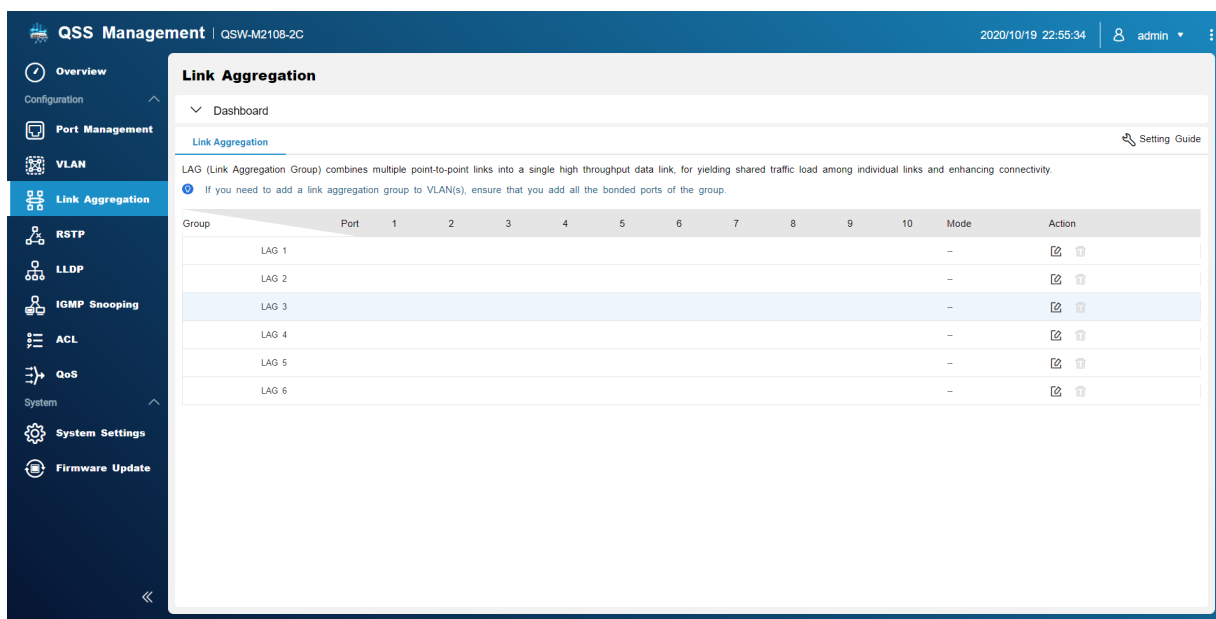 QSS Management | QSW-M2108-2C
2020/10/19 22:55:34
admin
Overview
Configuration
Port Management
VLAN
Link Aggregation
RSTP
LLDP
IGMP Snooping
ACL
QoS
System
System Settings
Firmware Update
Link Aggregation
Dashboard
Link Aggregation
Setting Guide
LAG (Link Aggregation Group) combines multiple point-to-point links into a single high throughput data link, for yielding shared traffic load among individual links and enhancing connectivity.
If you need to add a link aggregation group to VLAN(s), ensure that you add all the bonded ports of the group.
Group Port 1 2 3 4 5 6 7 8 9 10 Mode Action
LAG 1 --
LAG 2 --
LAG 3 --
LAG 4 --
LAG 5 --
LAG 6 --